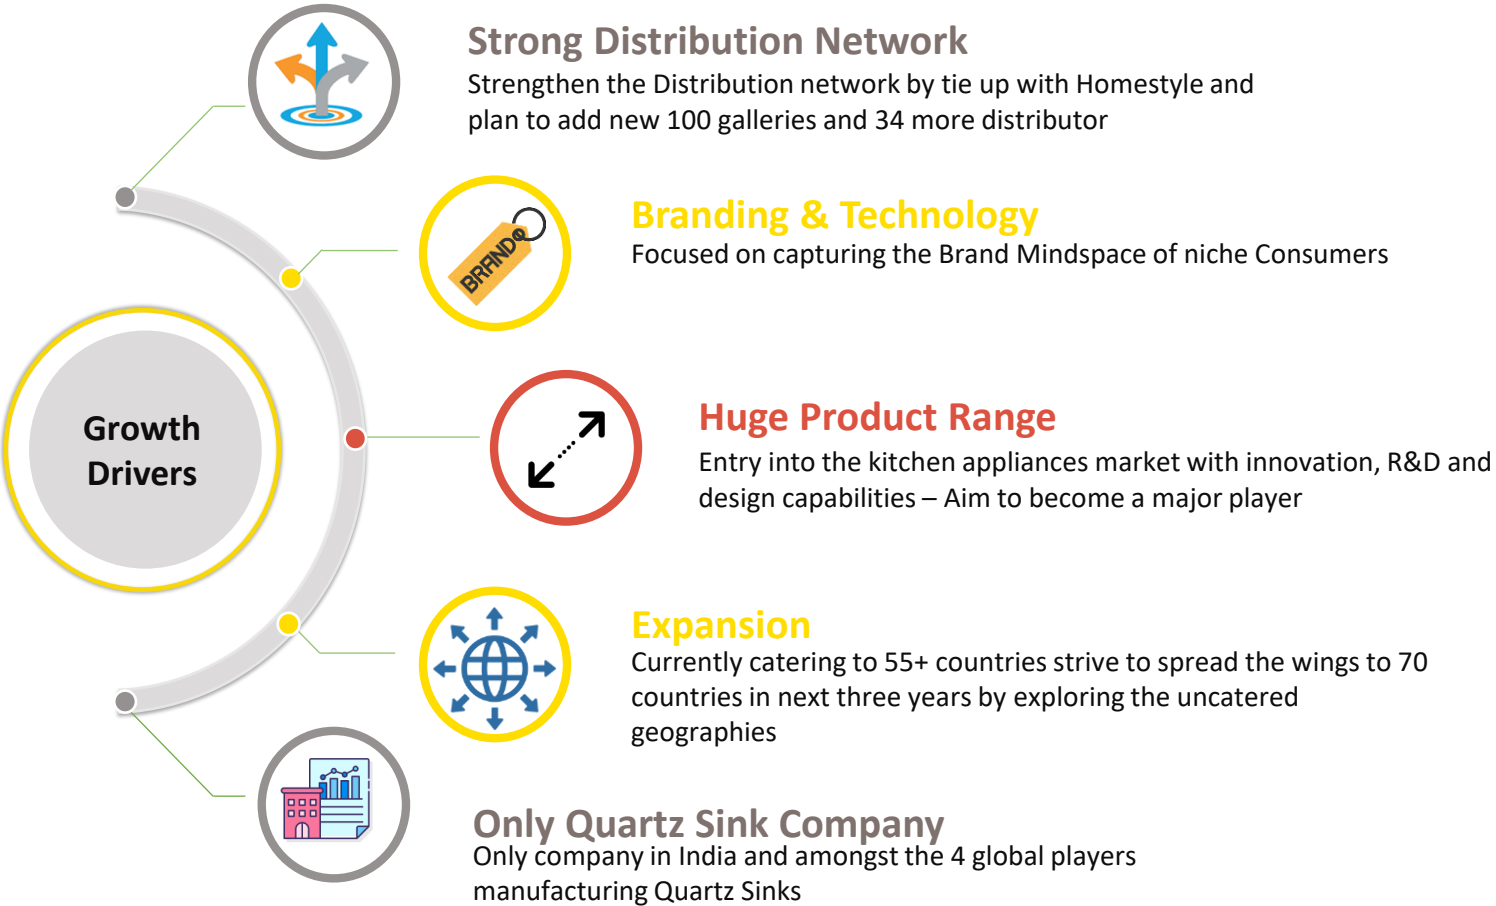 Strong Distribution Network
Strengthen the Distribution network by tie up with Homestyle and
plan to add new 100 galleries and 34 more distributor
BRAND
Branding & Technology
Focused on capturing the Brand Mindspace of niche Consumers
Growth
Drivers
Huge Product Range
Entry into the kitchen appliances market with innovation, R&D and
design capabilities – Aim to become a major player
Expansion
Currently catering to 55+ countries strive to spread the wings to 70
countries in next three years by exploring the uncatered
geographies
Only Quartz Sink Company
Only company in India and amongst the 4 global players
manufacturing Quartz Sinks